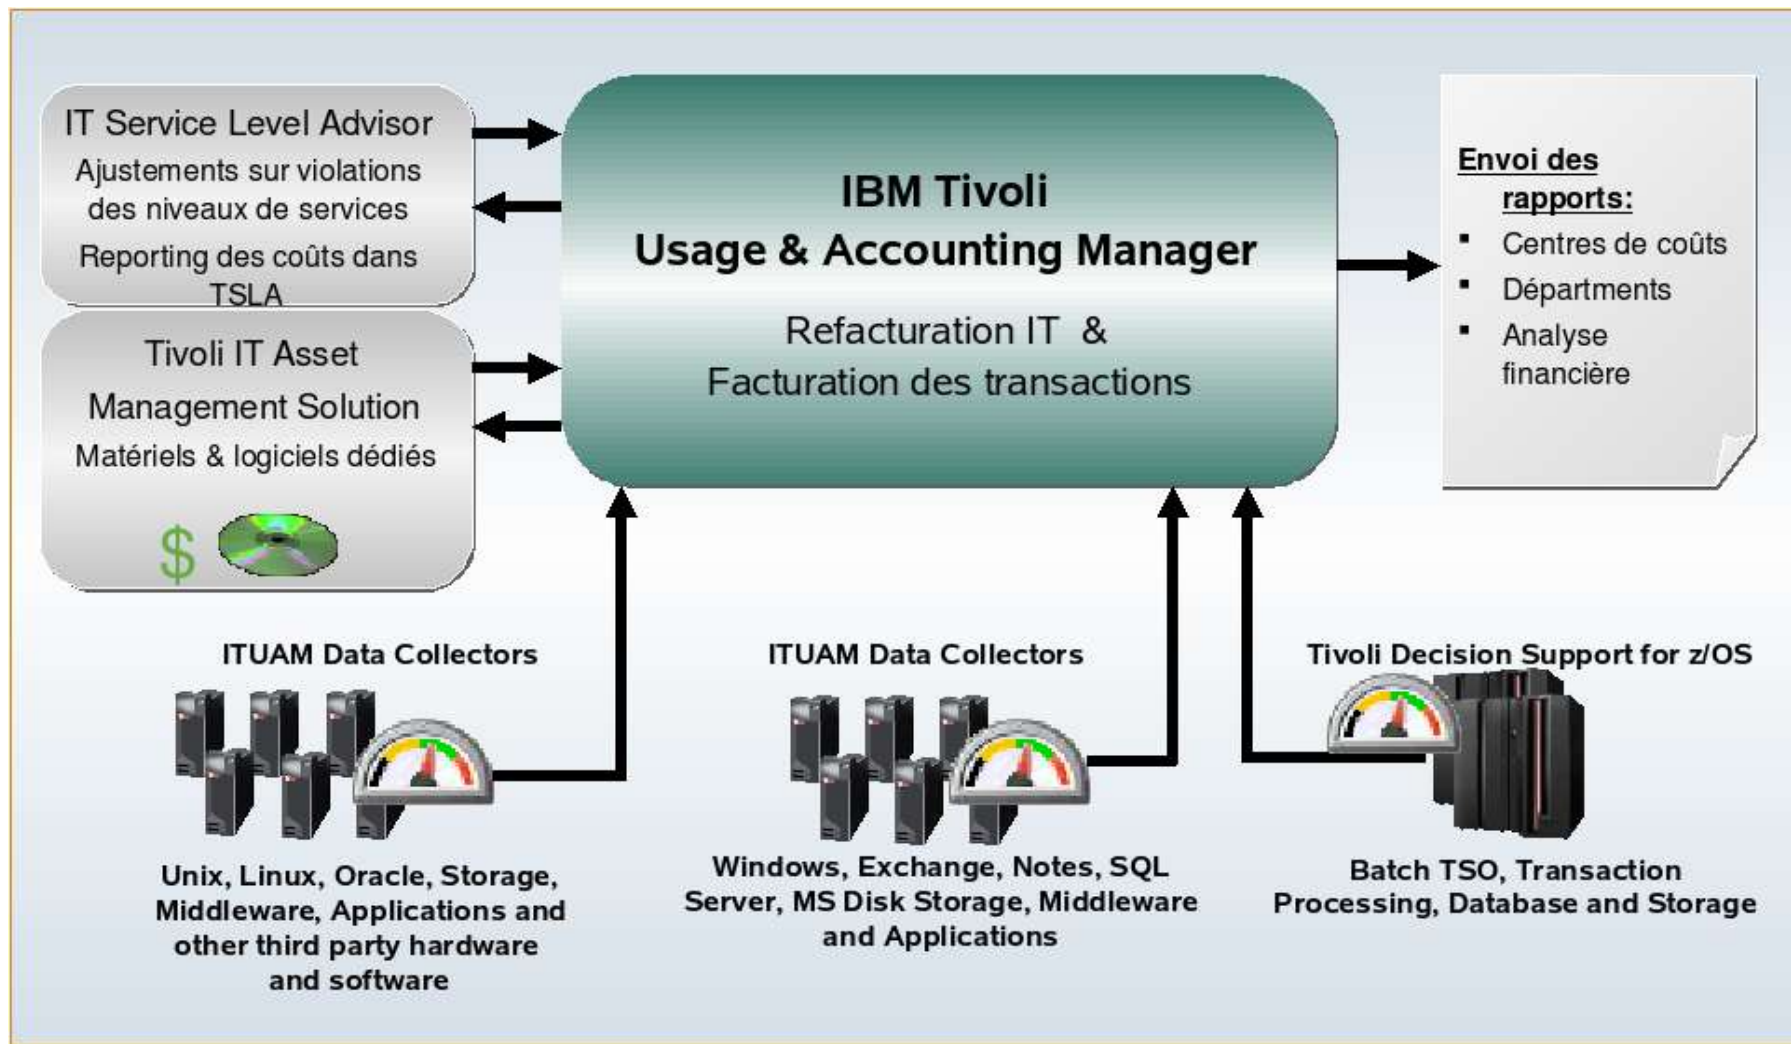 IT Service Level Advisor
Ajustements sur violations
des niveaux de services
Reporting des coûts dans
TSLA
Tivoli IT Asset
Management Solution
Matériels & logiciels dédiés
$
IBM Tivoli
Usage & Accounting Manager
Refacturation IT &
Facturation des transactions
Envoi des
rapports:
▪ Centres de coûts
▪ Départments
▪ Analyse
financière
ITUAM Data Collectors
Unix, Linux, Oracle, Storage,
Middleware, Applications and
other third party hardware
and software
ITUAM Data Collectors
Windows, Exchange, Notes, SQL
Server, MS Disk Storage, Middleware
and Applications
Tivoli Decision Support for z/OS
Batch TSO, Transaction
Processing, Database and Storage